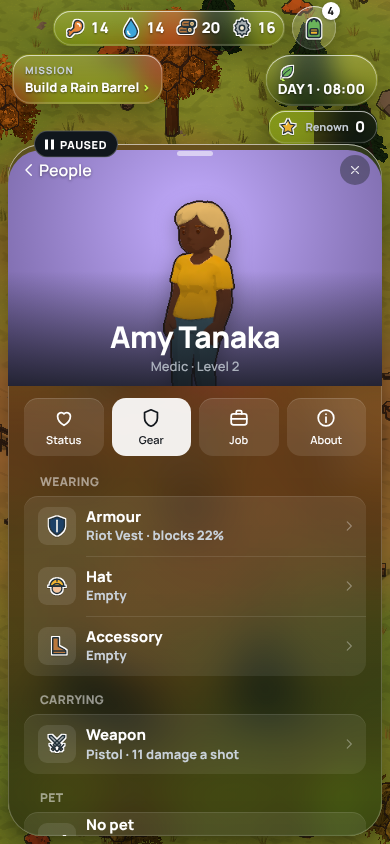 14
14
20
16
4
MISSION
Build a Rain Barrel ›
DAY 1 · 08:00
Renown 0
PAUSED
People
Amy Tanaka
Medic · Level 2
Status
Gear
Job
About
WEARING
Armour
Riot Vest · blocks 22%
Hat
Empty
Accessory
Empty
CARRYING
Weapon
Pistol · 11 damage a shot
PET
No pet